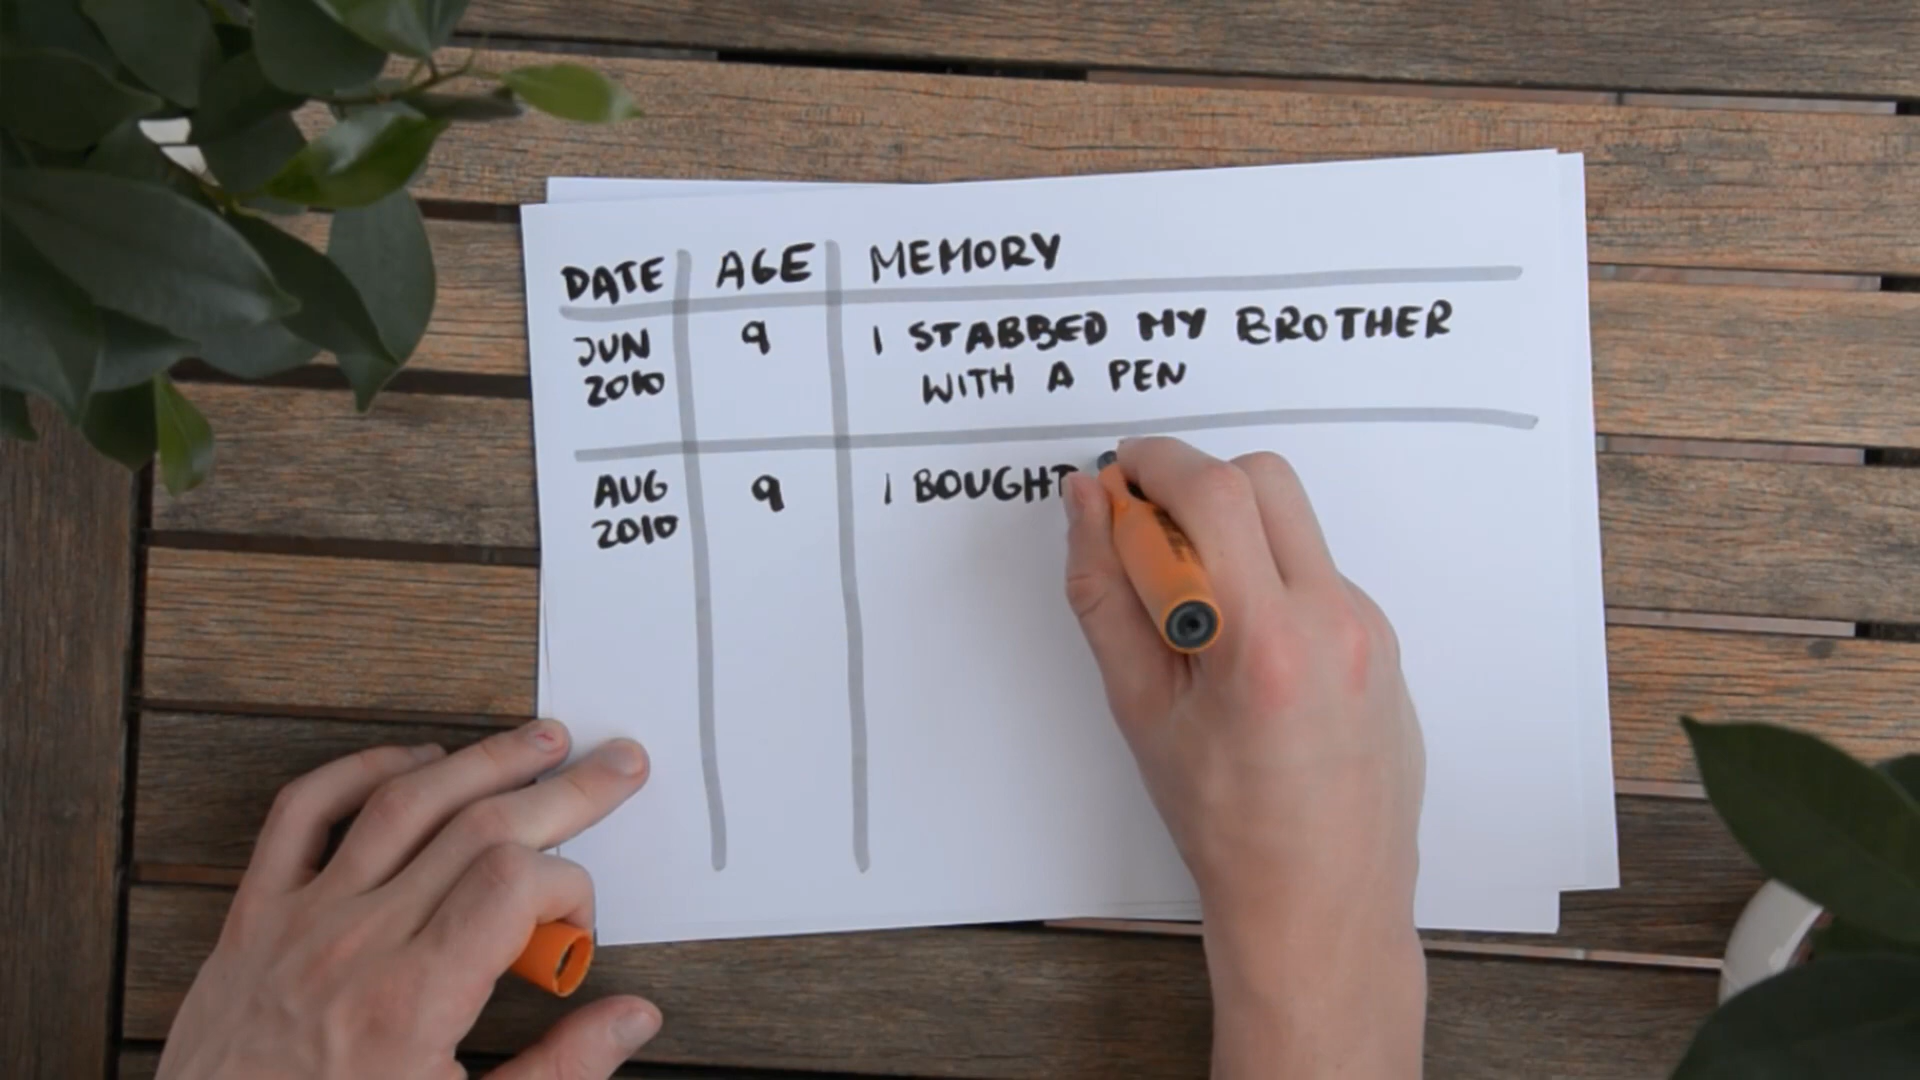 DATE AGE MEMORY
JUN 9 I STABBED MY BROTHER
2010 WITH A PEN
AUG 9 I BOUGHT
2010